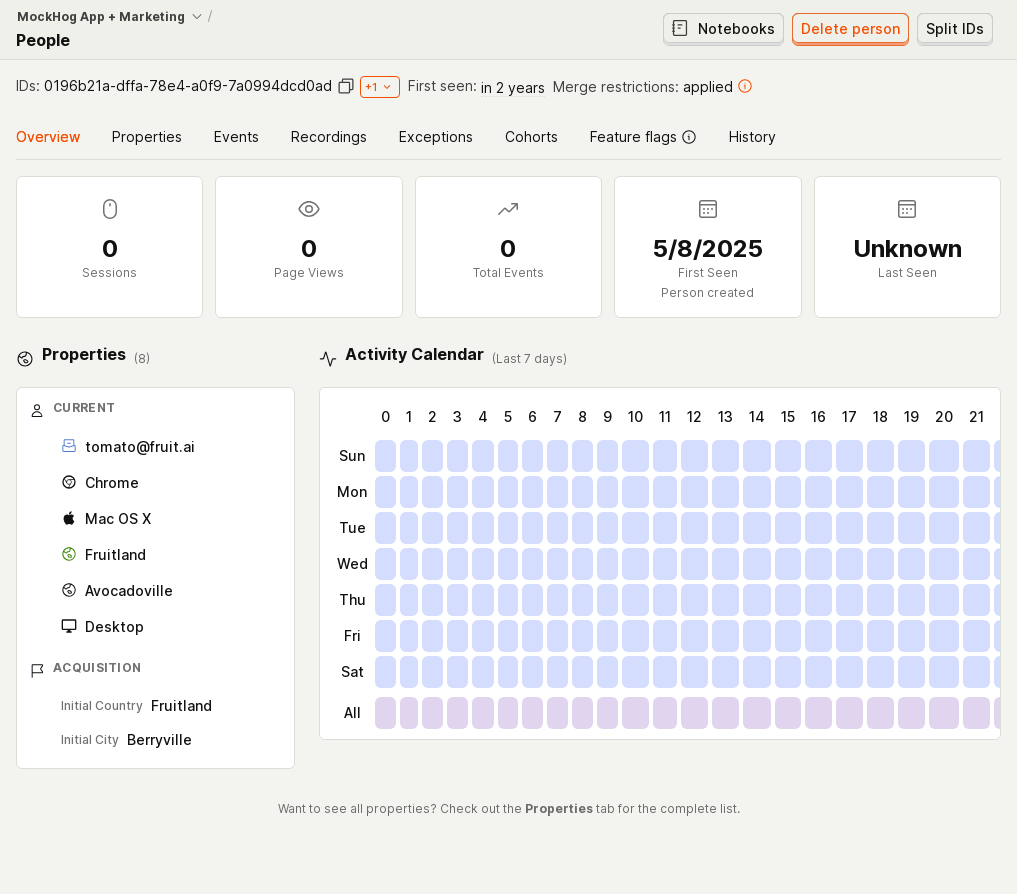 MockHog App + Marketing /
People
Notebooks
Delete person
Split IDs
IDs: 0196b21a-dffa-78e4-a0f9-7a0994dcd0ad +1 First seen: in 2 years Merge restrictions: applied
Overview Properties Events Recordings Exceptions Cohorts Feature flags History
0
Sessions
0
Page Views
0
Total Events
5/8/2025
First Seen
Person created
Unknown
Last Seen
Properties (8)
CURRENT
tomato@fruit.ai
Chrome
Mac OS X
Fruitland
Avocadoville
Desktop
ACQUISITION
Initial Country Fruitland
Initial City Berryville
Activity Calendar (Last 7 days)
0 1 2 3 4 5 6 7 8 9 10 11 12 13 14 15 16 17 18 19 20 21
Sun
Mon
Tue
Wed
Thu
Fri
Sat
All
Want to see all properties? Check out the Properties tab for the complete list.